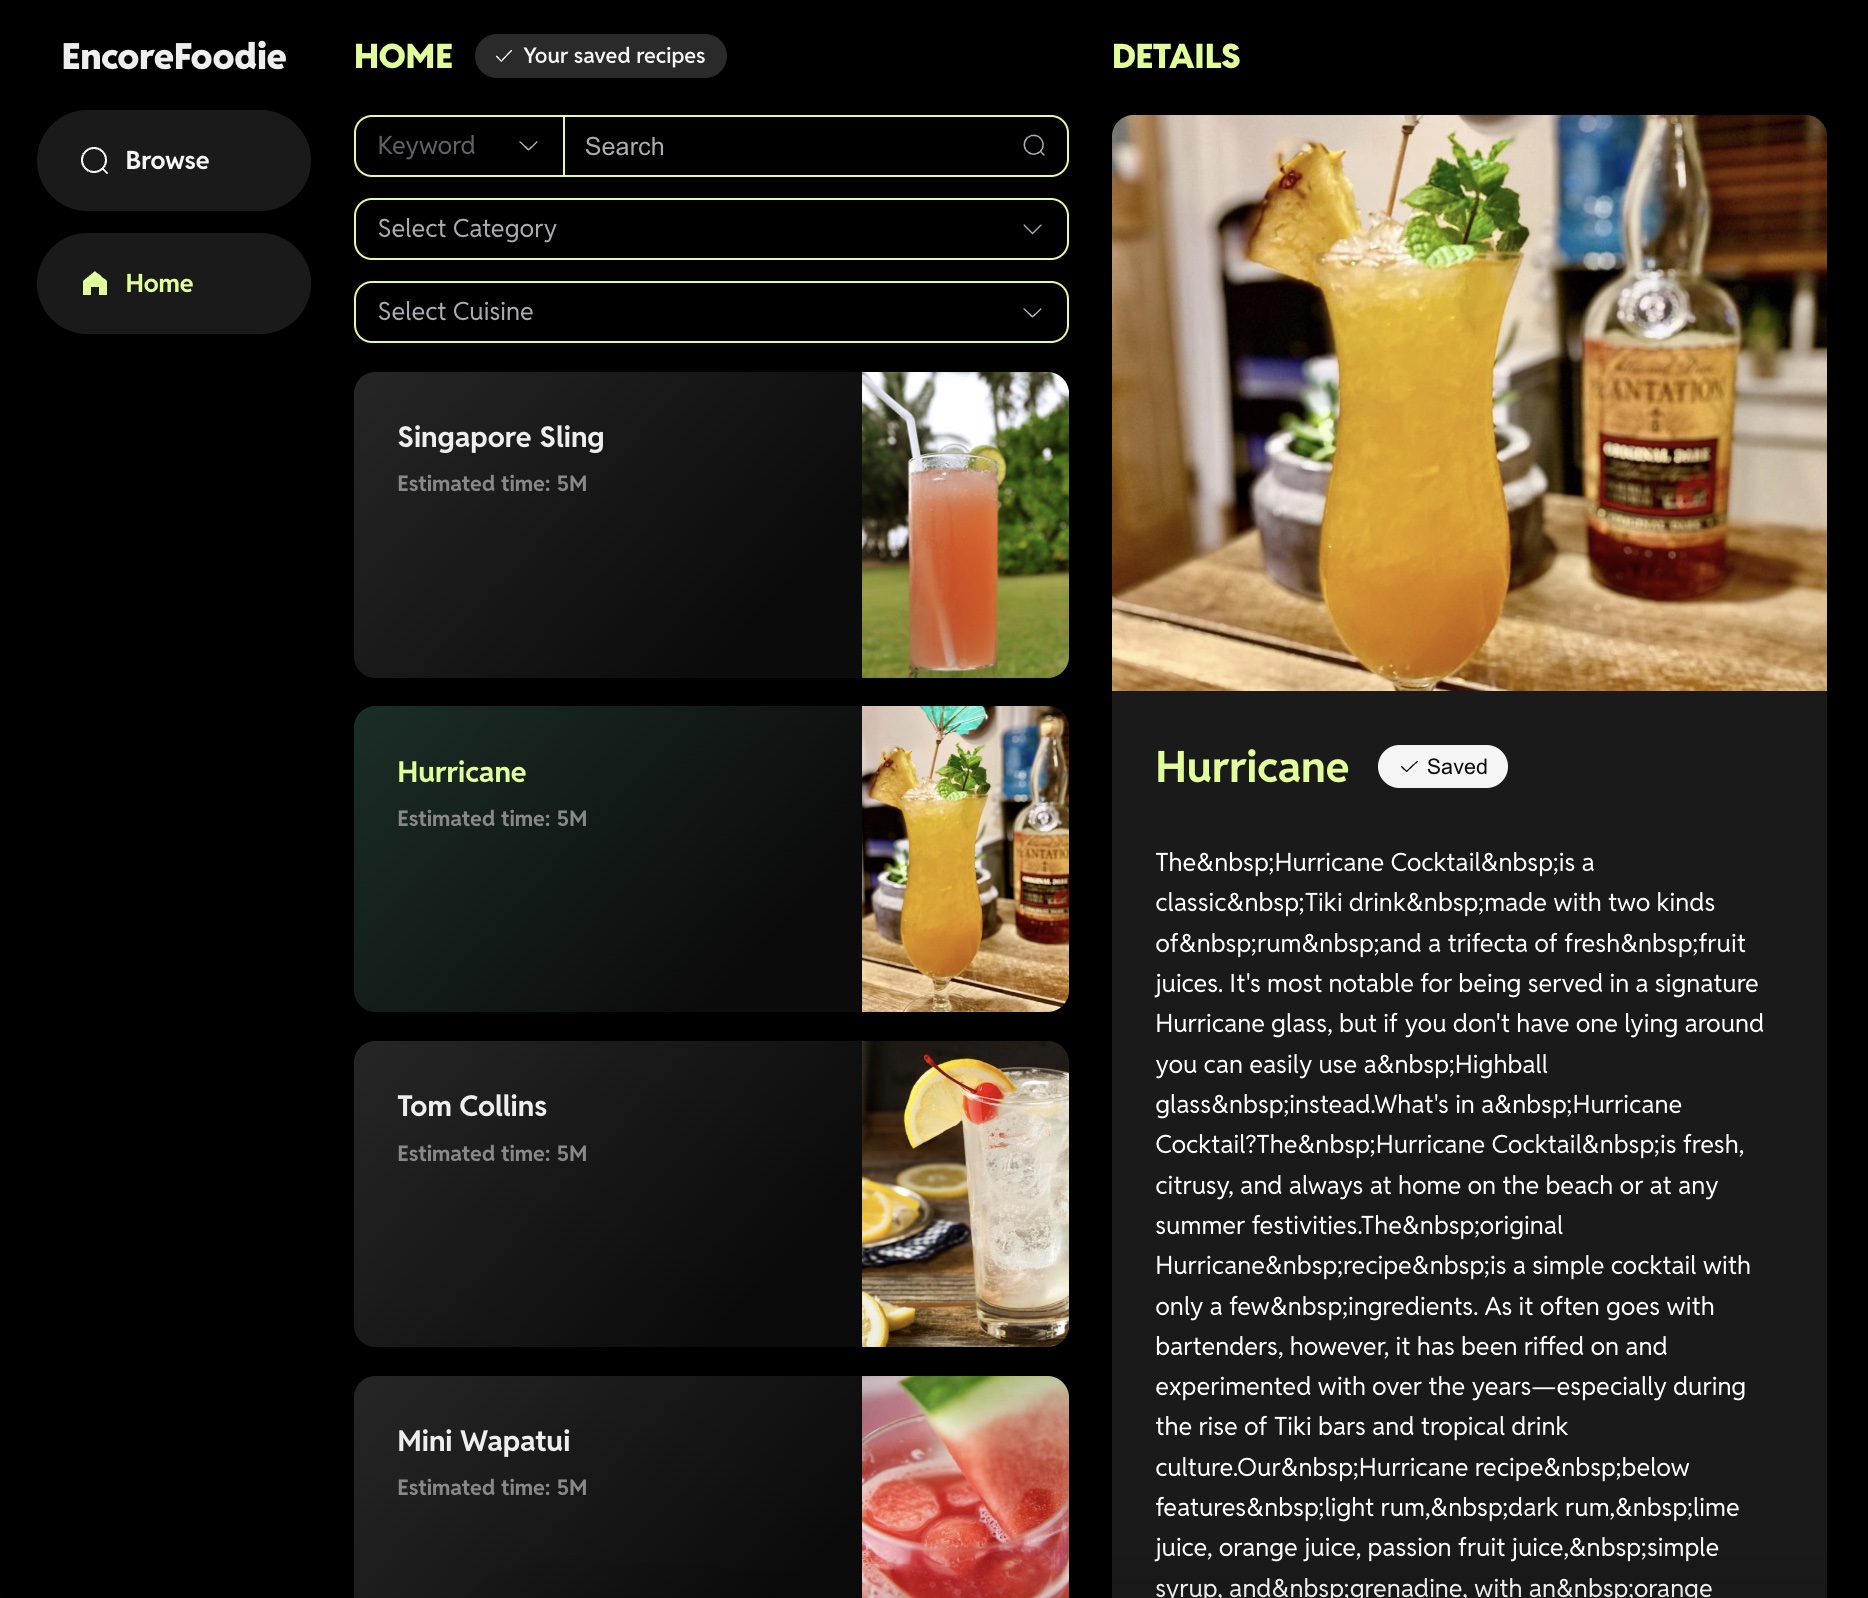 EncoreFoodie
Browse
Home
HOME
Your saved recipes
Keyword
Search
Select Category
Select Cuisine
Singapore Sling
Estimated time: 5M
Hurricane
Estimated time: 5M
Tom Collins
Estimated time: 5M
Mini Wapatui
Estimated time: 5M
DETAILS
PLANTATION
ORIGINAL DARK
Hurricane
Saved
The&nbsp;Hurricane Cocktail&nbsp;is a
classic&nbsp;Tiki drink&nbsp;made with two kinds
of&nbsp;rum&nbsp;and a trifecta of fresh&nbsp;fruit
juices. It's most notable for being served in a signature
Hurricane glass, but if you don't have one lying around
you can easily use a&nbsp;Highball
glass&nbsp;instead.What's in a&nbsp;Hurricane
Cocktail?The&nbsp;Hurricane Cocktail&nbsp;is fresh,
citrusy, and always at home on the beach or at any
summer festivities.The&nbsp;original
Hurricane&nbsp;recipe&nbsp;is a simple cocktail with
only a few&nbsp;ingredients. As it often goes with
bartenders, however, it has been riffed on and
experimented with over the years—especially during
the rise of Tiki bars and tropical drink
culture.Our&nbsp;Hurricane recipe&nbsp;below
features&nbsp;light rum,&nbsp;dark rum,&nbsp;lime
juice, orange juice, passion fruit juice,&nbsp;simple
syrup, and&nbsp;grenadine, with an&nbsp;orange